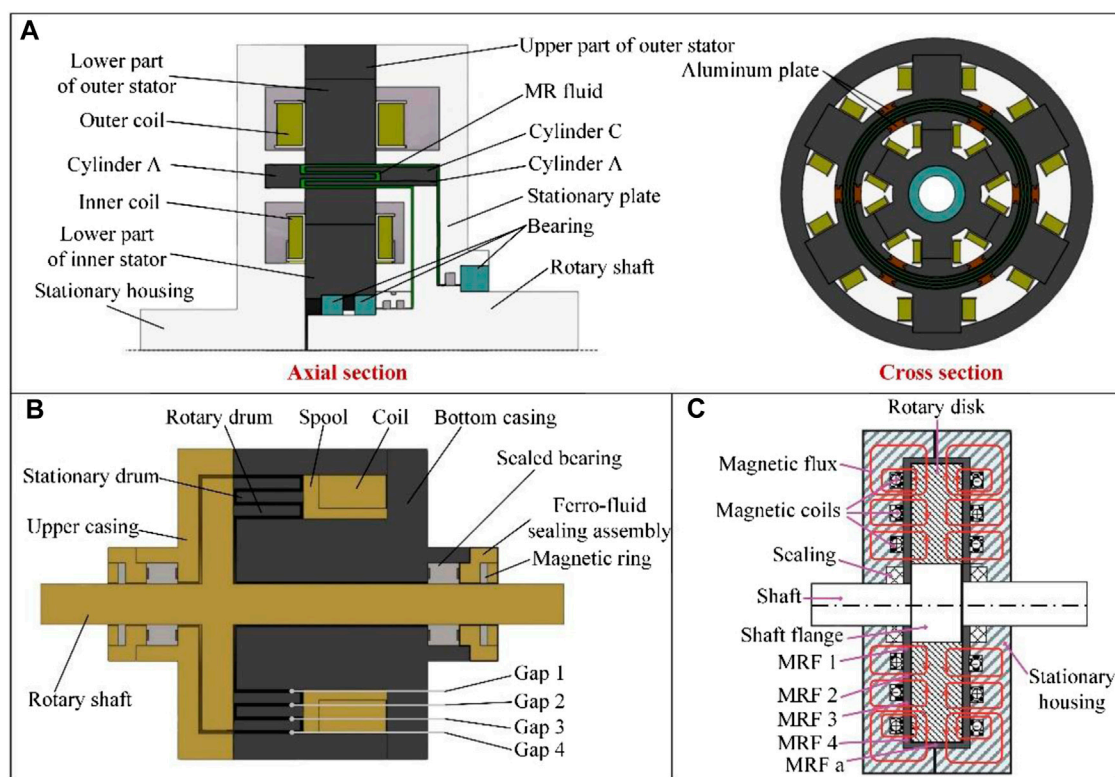 A
Lower part
of outer stator
Outer coil
Cylinder A
Inner coil
Lower part
of inner stator
Stationary housing
Upper part of outer stator
MR fluid
Cylinder C
Cylinder A
Stationary plate
Bearing
Rotary shaft
Axial section
Aluminum plate
Cross section
B
Rotary drum
Spool
Coil
Bottom casing
Stationary drum
Sealed bearing
Upper casing
Ferro-fluid
sealing assembly
Magnetic ring
Rotary shaft
Gap 1
Gap 2
Gap 3
Gap 4
C
Rotary disk
Magnetic flux
Magnetic coils
Sealing
Shaft
Shaft flange
MRF 1
MRF 2
MRF 3
MRF 4
MRF a
Stationary
housing